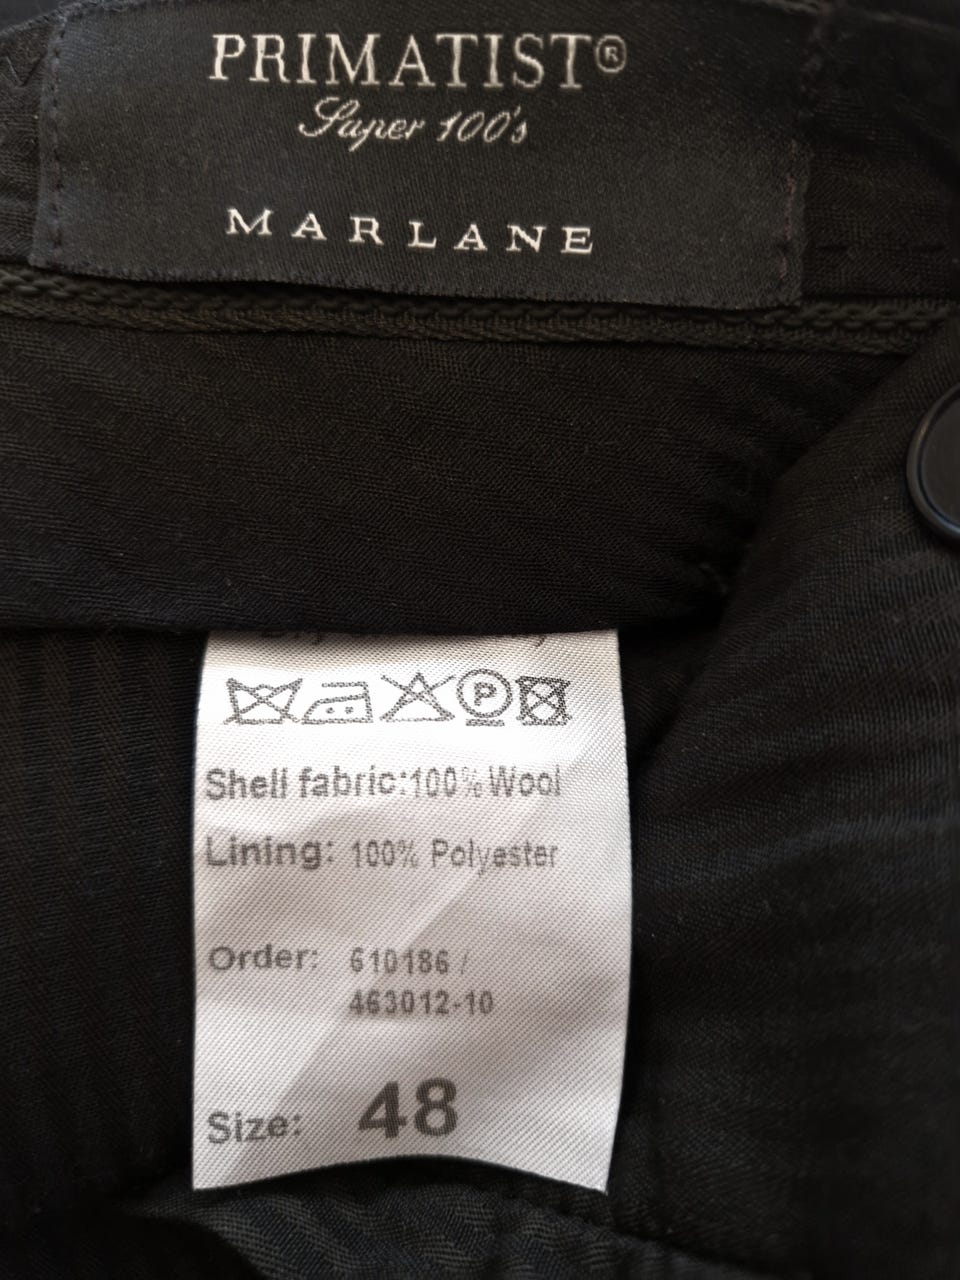 PRIMATIST®
Super 100's
MARLANE
P
Shell fabric:100% Wool
Lining: 100% Polyester
Order: 610186 /
463012-10
Size: 48